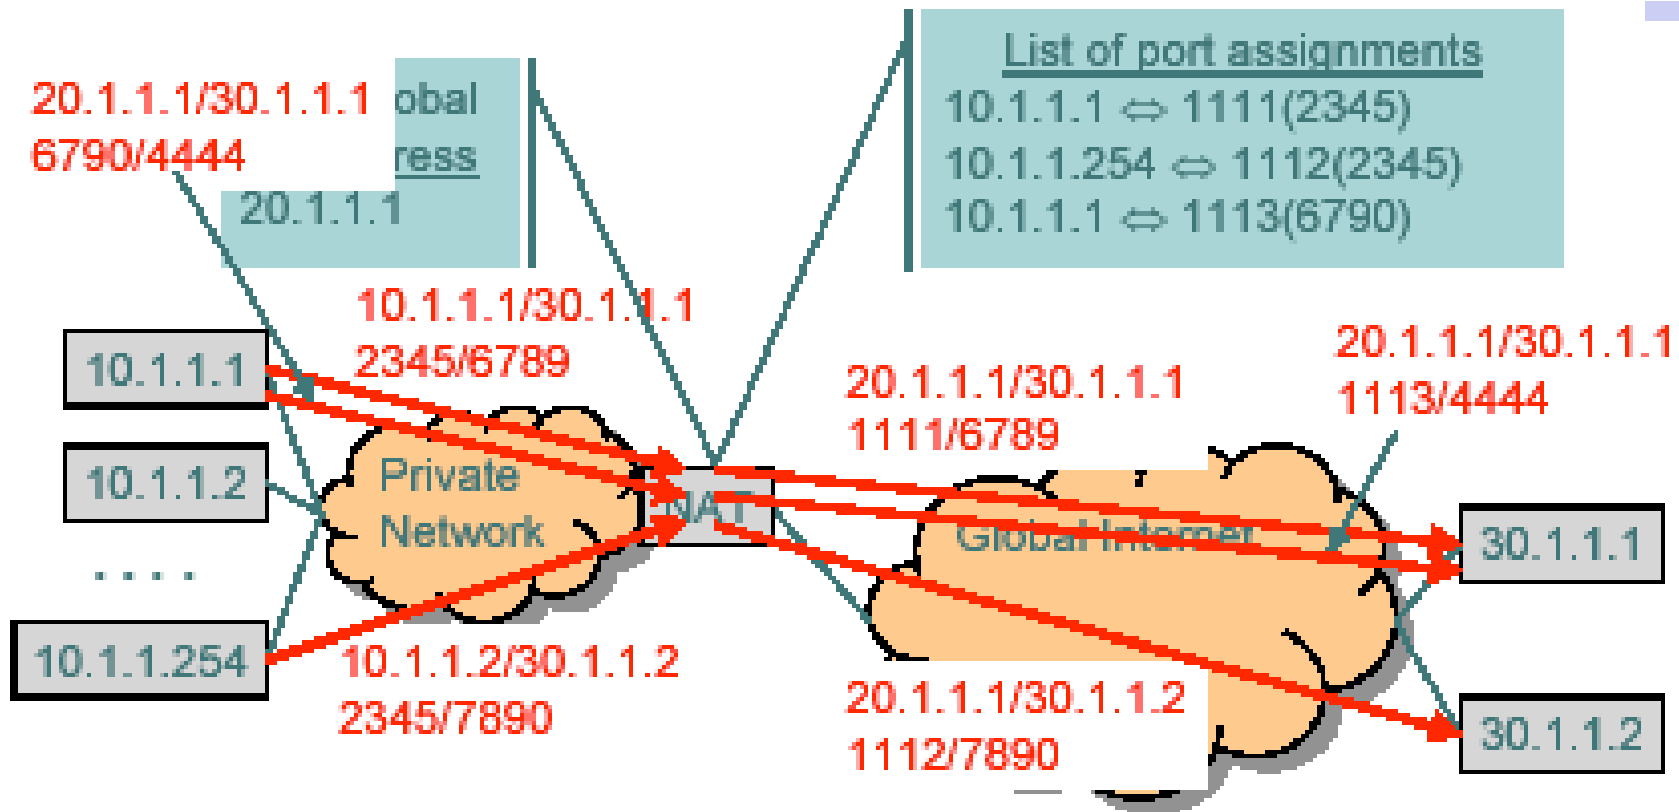 List of port assignments
10.1.1.1 ⇔ 1111(2345)
10.1.1.254 ⇔ 1112(2345)
10.1.1.1 ⇔ 1113(6790)
20.1.1.1/30.1.1.1
6790/4444
obal
ress
20.1.1.1
10.1.1.1/30.1.1.1
2345/6789
20.1.1.1/30.1.1.1
1111/6789
20.1.1.1/30.1.1.1
1113/4444
10.1.1.1
10.1.1.2
. . . .
10.1.1.254
Private
Network
NAT
Global Internet
30.1.1.1
30.1.1.2
10.1.1.2/30.1.1.2
2345/7890
20.1.1.1/30.1.1.2
1112/7890